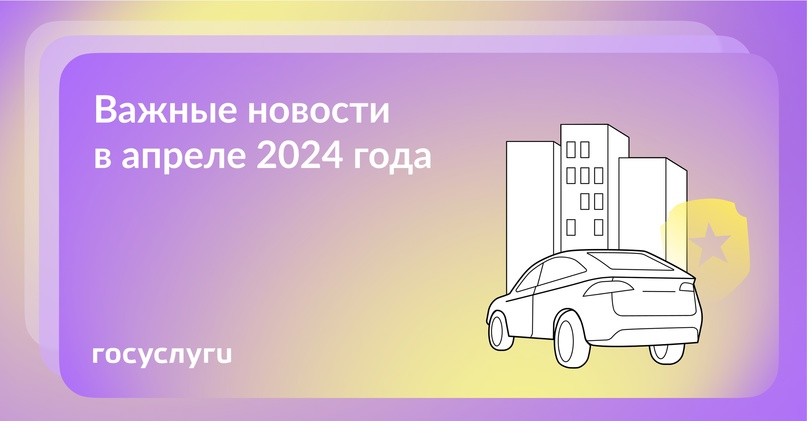 Важные новости
в апреле 2024 года
госуслуги